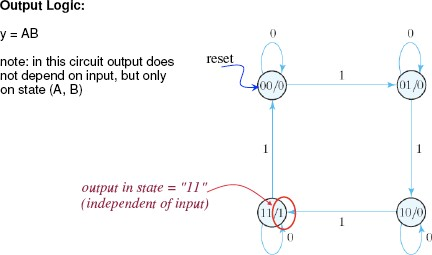 Output Logic:
y = AB
note: in this circuit output does
not depend on input, but only
on state (A, B)
reset
0
0
00/0
1
01/0
1
1
output in state = "11"
(independent of input)
11/1
1
10/0
0
0